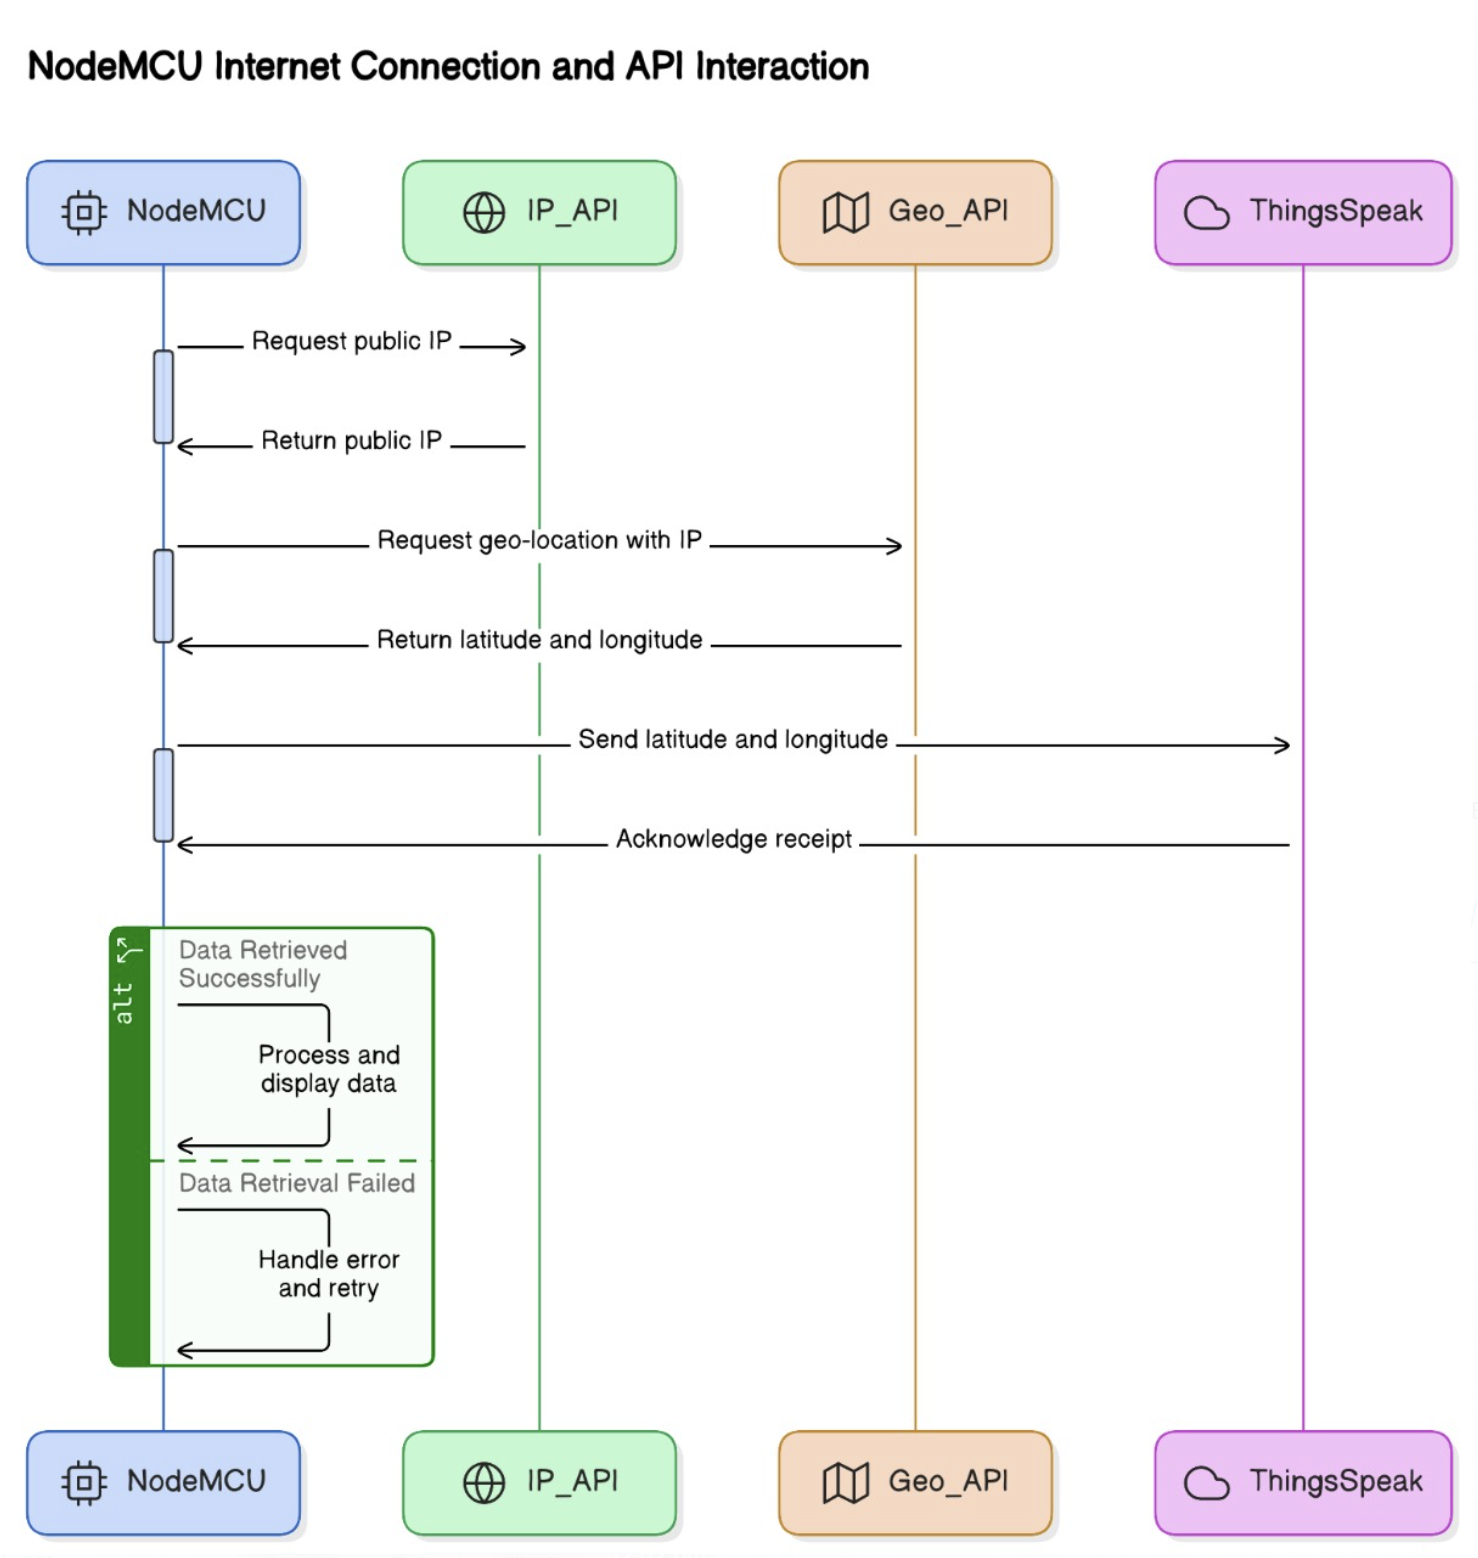 NodeMCU Internet Connection and API Interaction
NodeMCU
IP_API
Geo_API
ThingsSpeak
Request public IP
Return public IP
Request geo-location with IP
Return latitude and longitude
Send latitude and longitude
Acknowledge receipt
alt
Data Retrieved
Successfully
Process and
display data
Data Retrieval Failed
Handle error
and retry
NodeMCU
IP_API
Geo_API
ThingsSpeak